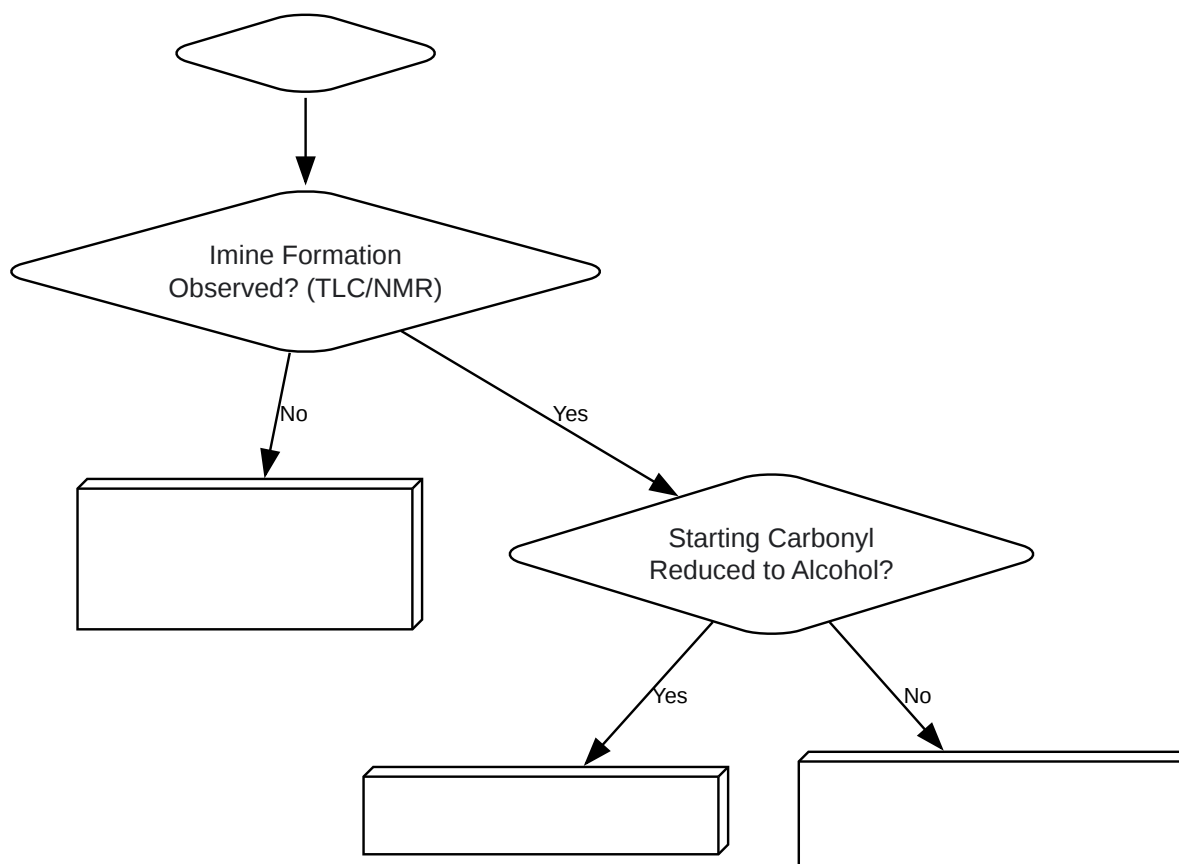 Imine Formation
Observed? (TLC/NMR)
No
Yes
Starting Carbonyl
Reduced to Alcohol?
Yes
No